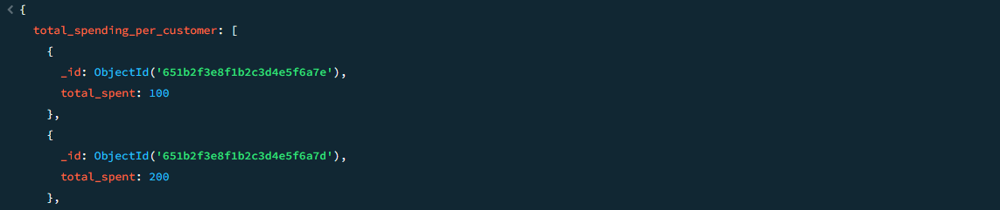 {
total_spending_per_customer: [
{
_id: ObjectId('651b2f3e8f1b2c3d4e5f6a7e'),
total_spent: 100
},
{
_id: ObjectId('651b2f3e8f1b2c3d4e5f6a7d'),
total_spent: 200
},